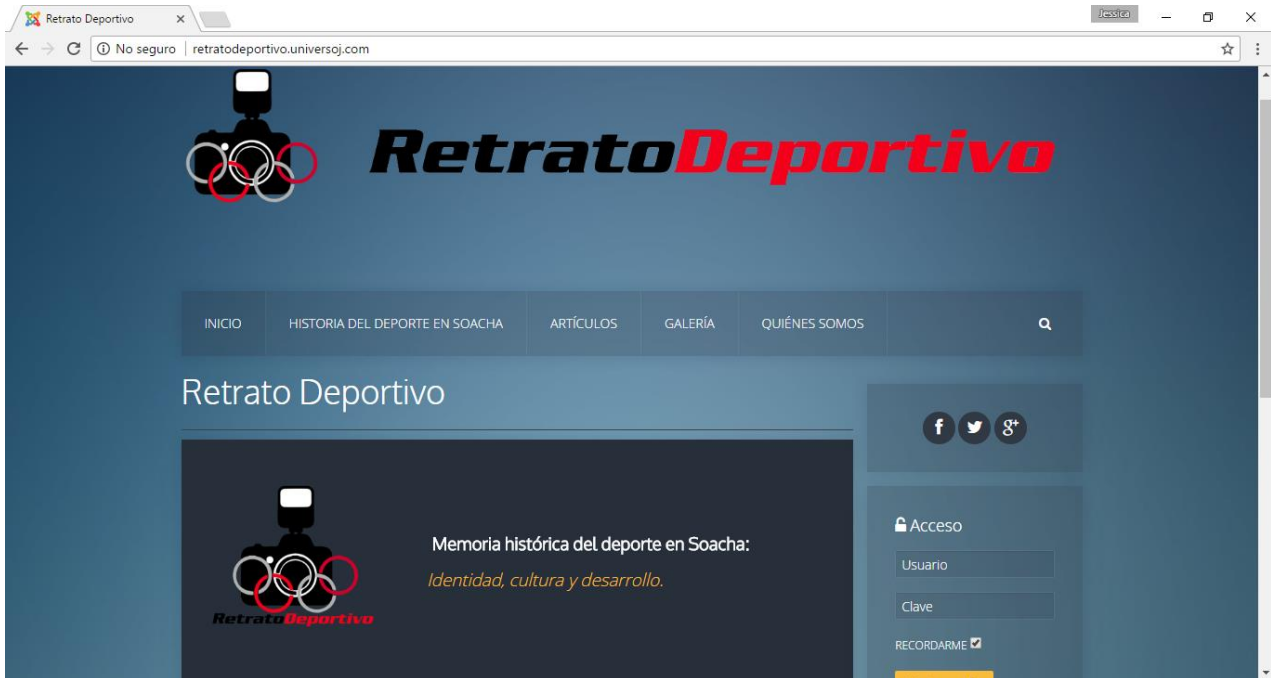 Retrato Deportivo
Jessica
No seguro | retratodeportivo.universoj.com
RetratoDeportivo
INICIO HISTORIA DEL DEPORTE EN SOACHA ARTÍCULOS GALERÍA QUIÉNES SOMOS
Retrato Deportivo
f g+
Memoria histórica del deporte en Soacha:
Identidad, cultura y desarrollo.
RetratoDeportivo
Acceso
Usuario
Clave
RECORDARME